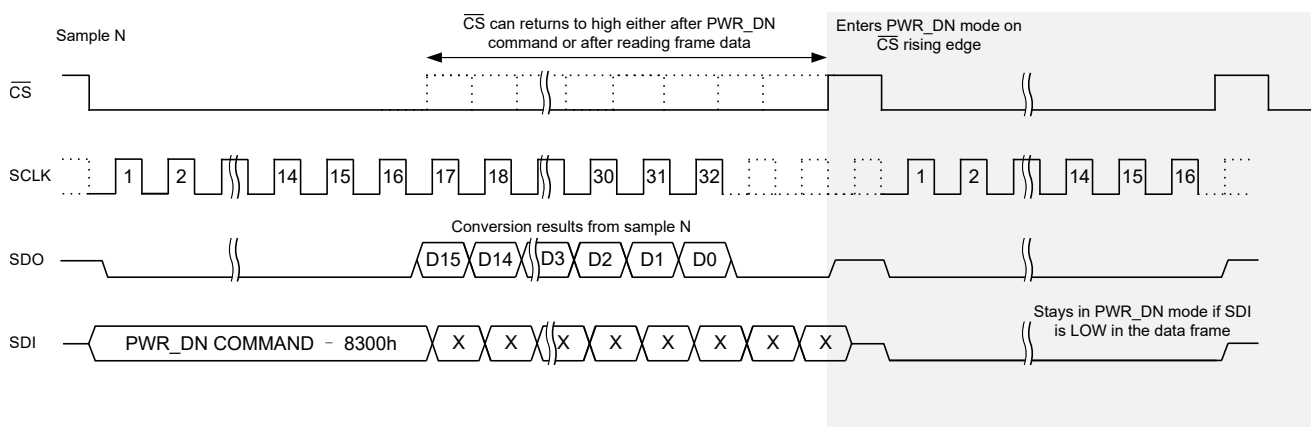 CS can returns to high either after PWR_DN
command or after reading frame data
Enters PWR_DN mode on
CS rising edge
Sample N
CS
SCLK
1 2 14 15 16 17 18 30 31 32 1 2 14 15 16
Conversion results from sample N
SDO
D15 D14 D3 D2 D1 D0
Stays in PWR_DN mode if SDI
is LOW in the data frame
SDI
PWR_DN COMMAND - 8300h X X X X X X X X